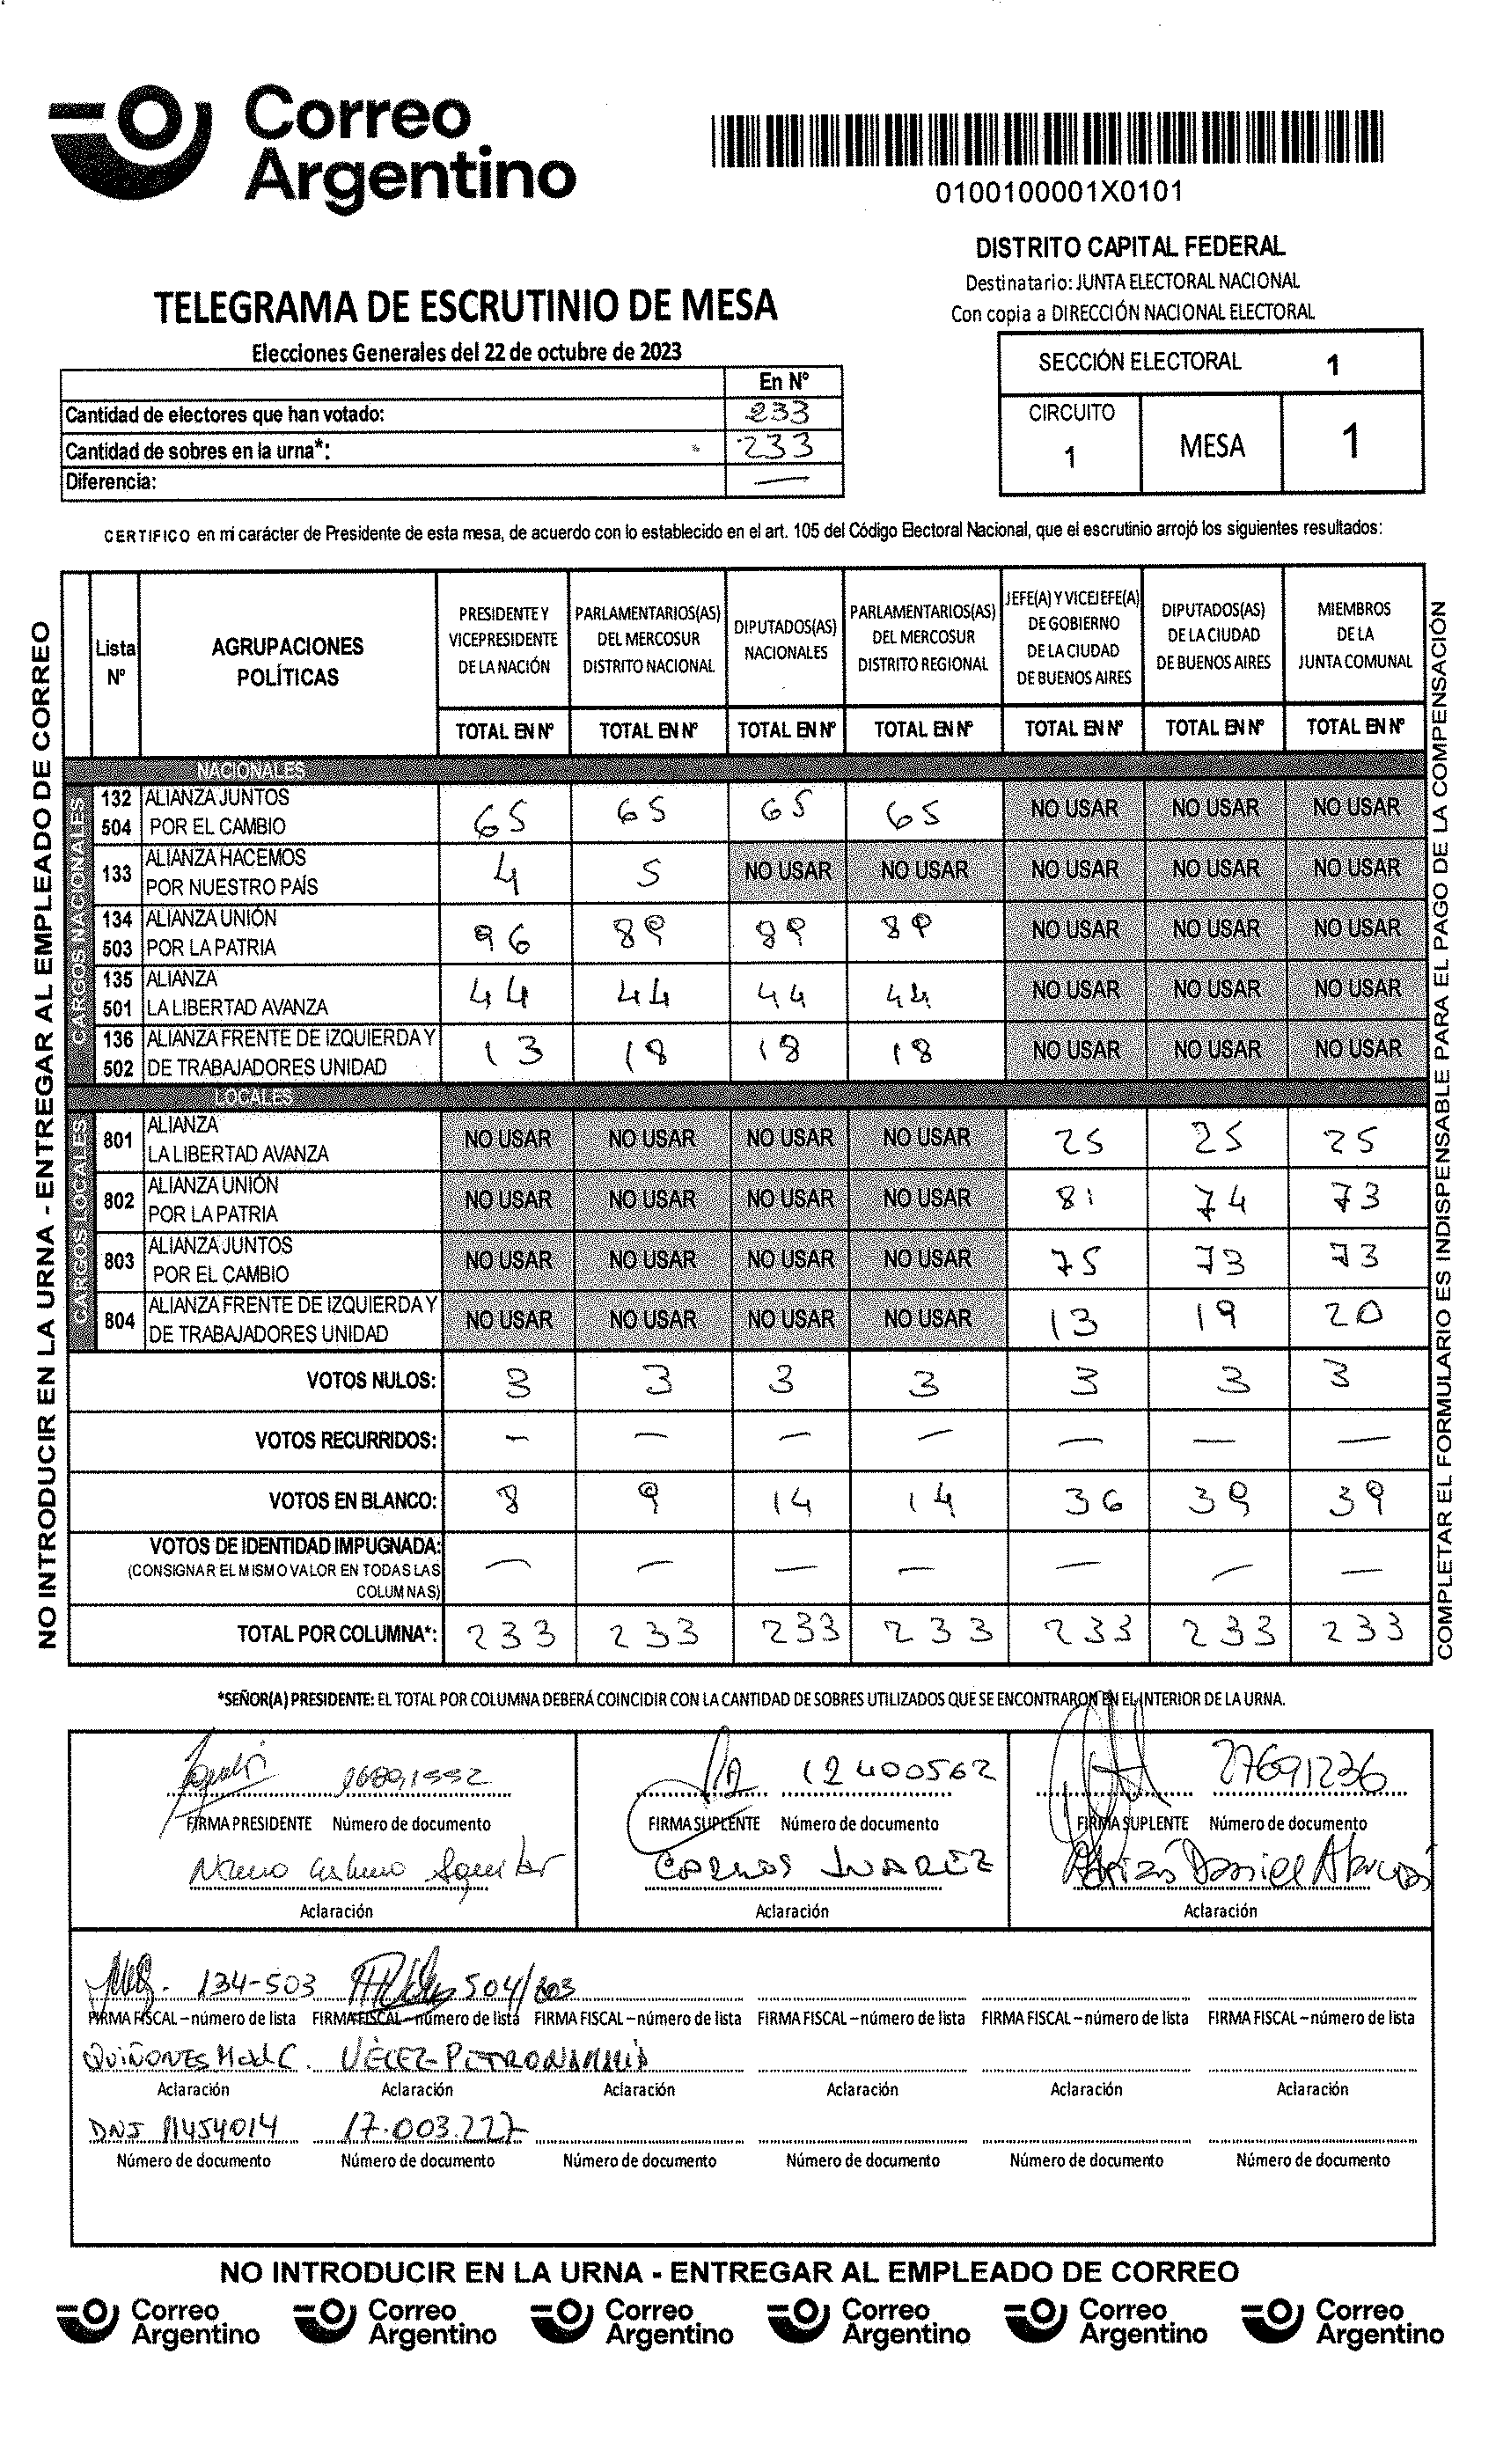 Correo
Argentino
0100100001X0101
DISTRITO CAPITAL FEDERAL
Destinatario: JUNTA ELECTORAL NACIONAL
Con copia a DIRECCIÓN NACIONAL ELECTORAL
TELEGRAMA DE ESCRUTINIO DE MESA
Elecciones Generales del 22 de octubre de 2023
En Nº
Cantidad de electores que han votado: 233
Cantidad de sobres en la urna*: 233
Diferencia: —
SECCIÓN ELECTORAL 1
CIRCUITO 1 MESA 1
CERTIFICO en mi carácter de Presidente de esta mesa, de acuerdo con lo establecido en el art. 105 del Código Electoral Nacional, que el escrutinio arrojó los siguientes resultados:
NO INTRODUCIR EN LA URNA - ENTREGAR AL EMPLEADO DE CORREO
Lista Nº
AGRUPACIONES POLÍTICAS
PRESIDENTE Y VICEPRESIDENTE DE LA NACIÓN
PARLAMENTARIOS(AS) DEL MERCOSUR DISTRITO NACIONAL
DIPUTADOS(AS) NACIONALES
PARLAMENTARIOS(AS) DEL MERCOSUR DISTRITO REGIONAL
JEFE(A) Y VICEJEFE(A) DE GOBIERNO DE LA CIUDAD DE BUENOS AIRES
DIPUTADOS(AS) DE LA CIUDAD DE BUENOS AIRES
MIEMBROS DE LA JUNTA COMUNAL
TOTAL EN Nº TOTAL EN Nº TOTAL EN Nº TOTAL EN Nº TOTAL EN Nº TOTAL EN Nº TOTAL EN Nº
NACIONALES
CARGOS NACIONALES
132 504 ALIANZA JUNTOS POR EL CAMBIO 65 65 65 65 NO USAR NO USAR NO USAR
133 ALIANZA HACEMOS POR NUESTRO PAÍS 4 5 NO USAR NO USAR NO USAR NO USAR NO USAR
134 503 ALIANZA UNIÓN POR LA PATRIA 96 89 89 89 NO USAR NO USAR NO USAR
135 501 ALIANZA LA LIBERTAD AVANZA 44 44 44 44 NO USAR NO USAR NO USAR
136 502 ALIANZA FRENTE DE IZQUIERDA Y DE TRABAJADORES UNIDAD 13 18 18 18 NO USAR NO USAR NO USAR
LOCALES
CARGOS LOCALES
801 ALIANZA LA LIBERTAD AVANZA NO USAR NO USAR NO USAR NO USAR 25 25 25
802 ALIANZA UNIÓN POR LA PATRIA NO USAR NO USAR NO USAR NO USAR 81 74 73
803 ALIANZA JUNTOS POR EL CAMBIO NO USAR NO USAR NO USAR NO USAR 75 73 73
804 ALIANZA FRENTE DE IZQUIERDA Y DE TRABAJADORES UNIDAD NO USAR NO USAR NO USAR NO USAR 13 19 20
VOTOS NULOS: 3 3 3 3 3 3 3
VOTOS RECURRIDOS: — — — — — — —
VOTOS EN BLANCO: 8 9 14 14 36 39 39
VOTOS DE IDENTIDAD IMPUGNADA: — — — — — — —
(CONSIGNAR EL MISMO VALOR EN TODAS LAS COLUMNAS)
TOTAL POR COLUMNA*: 233 233 233 233 233 233 233
COMPLETAR EL FORMULARIO ES INDISPENSABLE PARA EL PAGO DE LA COMPENSACIÓN
*SEÑOR(A) PRESIDENTE: EL TOTAL POR COLUMNA DEBERÁ COINCIDIR CON LA CANTIDAD DE SOBRES UTILIZADOS QUE SE ENCONTRARON EN EL INTERIOR DE LA URNA.
12400562 27691236
FIRMA PRESIDENTE Número de documento FIRMA SUPLENTE Número de documento FIRMA SUPLENTE Número de documento
CARLOS JUAREZ Daniel
Aclaración Aclaración Aclaración
134-503 504/803
FIRMA FISCAL – número de lista FIRMA FISCAL – número de lista FIRMA FISCAL – número de lista FIRMA FISCAL – número de lista FIRMA FISCAL – número de lista FIRMA FISCAL – número de lista
QUIÑONES VÉLEZ
Aclaración Aclaración Aclaración Aclaración Aclaración Aclaración
DNI 11454014 17.003.227
Número de documento Número de documento Número de documento Número de documento Número de documento Número de documento
NO INTRODUCIR EN LA URNA - ENTREGAR AL EMPLEADO DE CORREO
Correo Argentino Correo Argentino Correo Argentino Correo Argentino Correo Argentino Correo Argentino